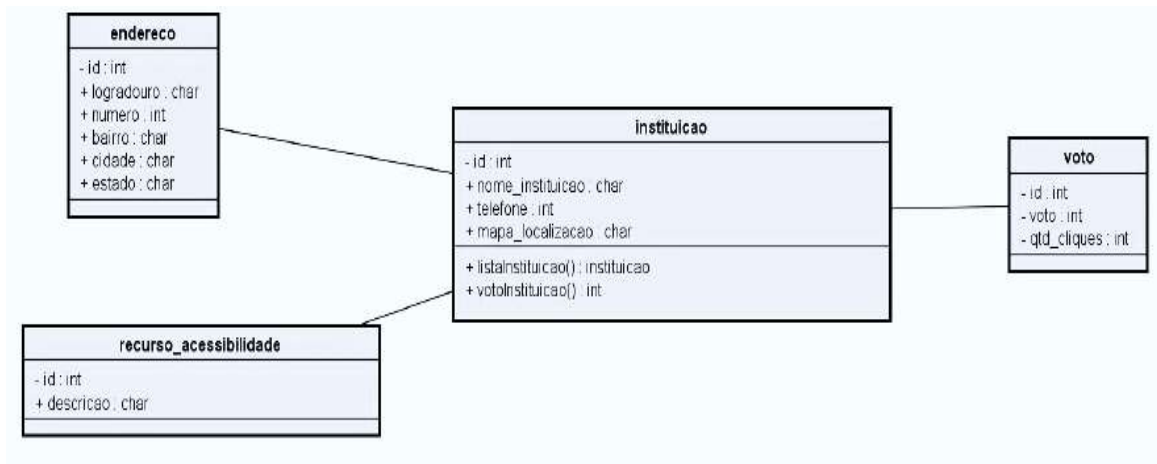 endereco
- id : int
+ logradouro : char
+ numero : int
+ bairro : char
+ cidade : char
+ estado : char
instituicao
- id : int
+ nome_instituicao : char
+ telefone : int
+ mapa_localizacao : char
+ listaInstituicao() : instituicao
+ votoInstituicao() : int
voto
- id : int
- voto : int
- qtd_cliques : int
recurso_acessibilidade
- id : int
+ descricao : char